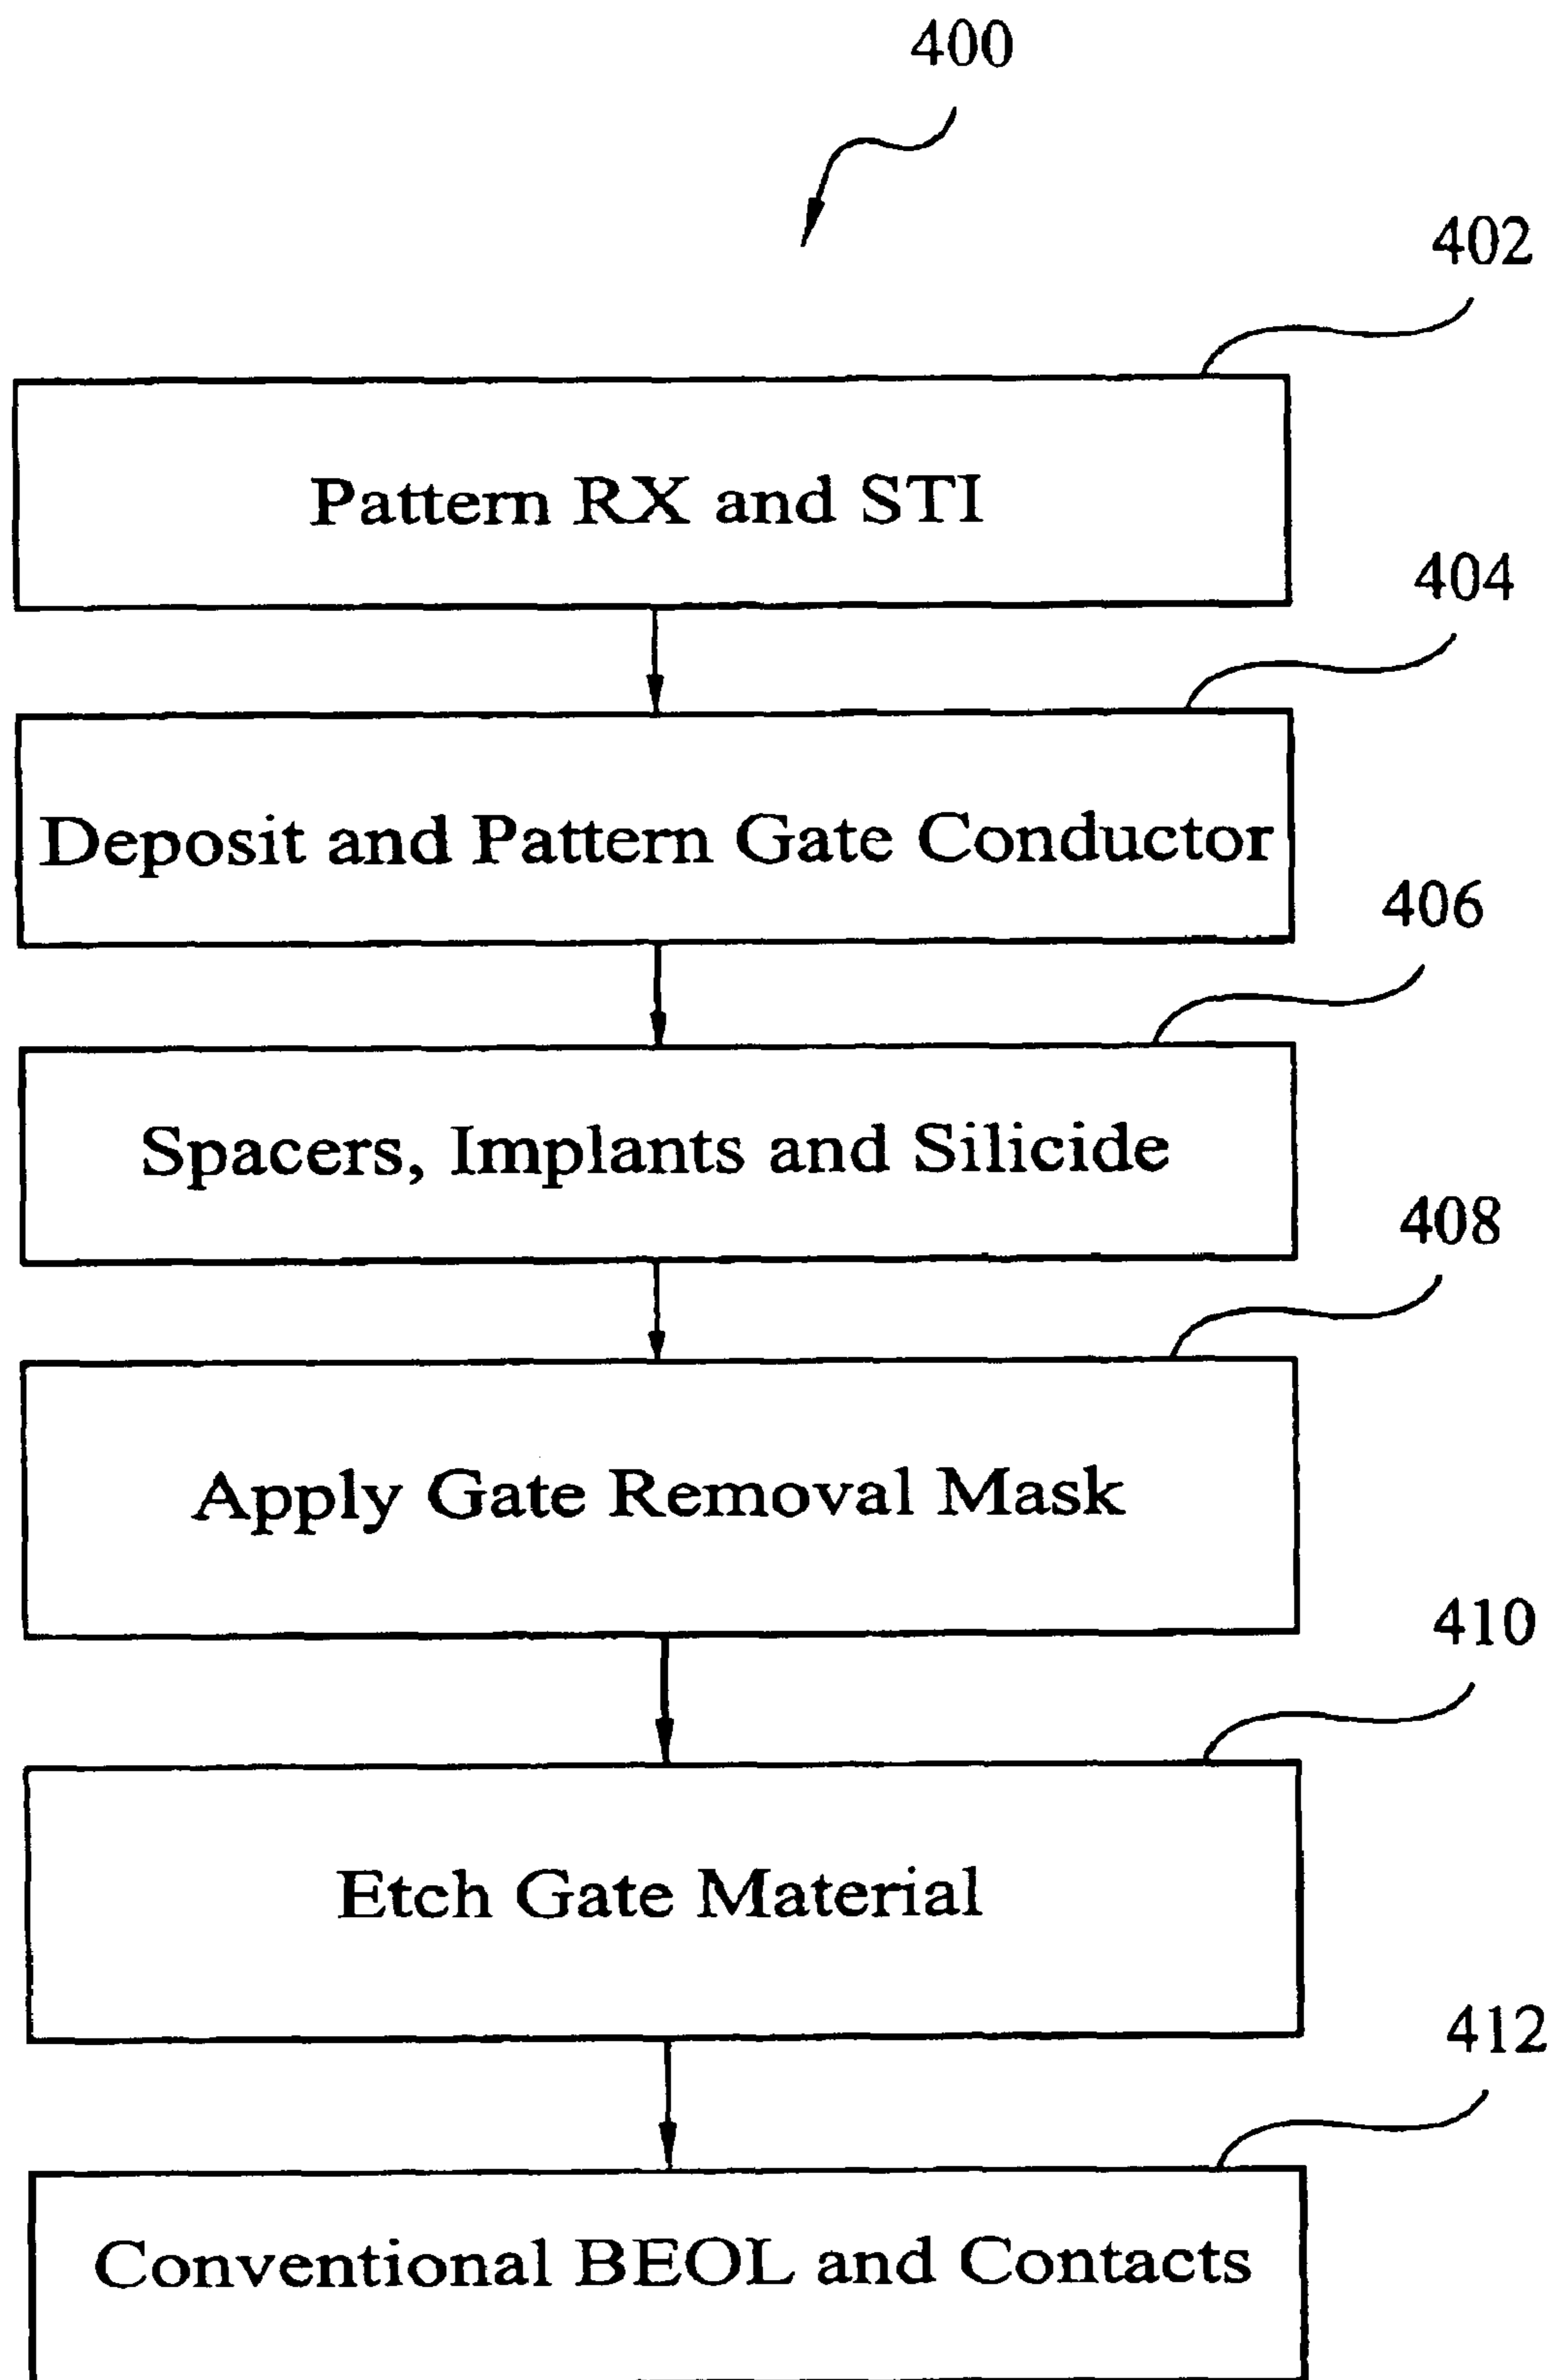 400
402
Pattern RX and STI
404
Deposit and Pattern Gate Conductor
406
Spacers, Implants and Silicide
408
Apply Gate Removal Mask
410
Etch Gate Material
412
Conventional BEOL and Contacts